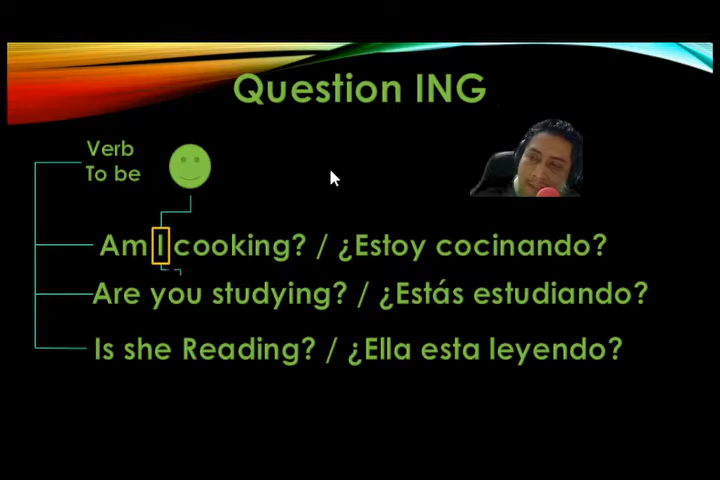 Question ING
Verb
To be
Am I cooking? / ¿Estoy cocinando?
Are you studying? / ¿Estás estudiando?
Is she Reading? / ¿Ella esta leyendo?